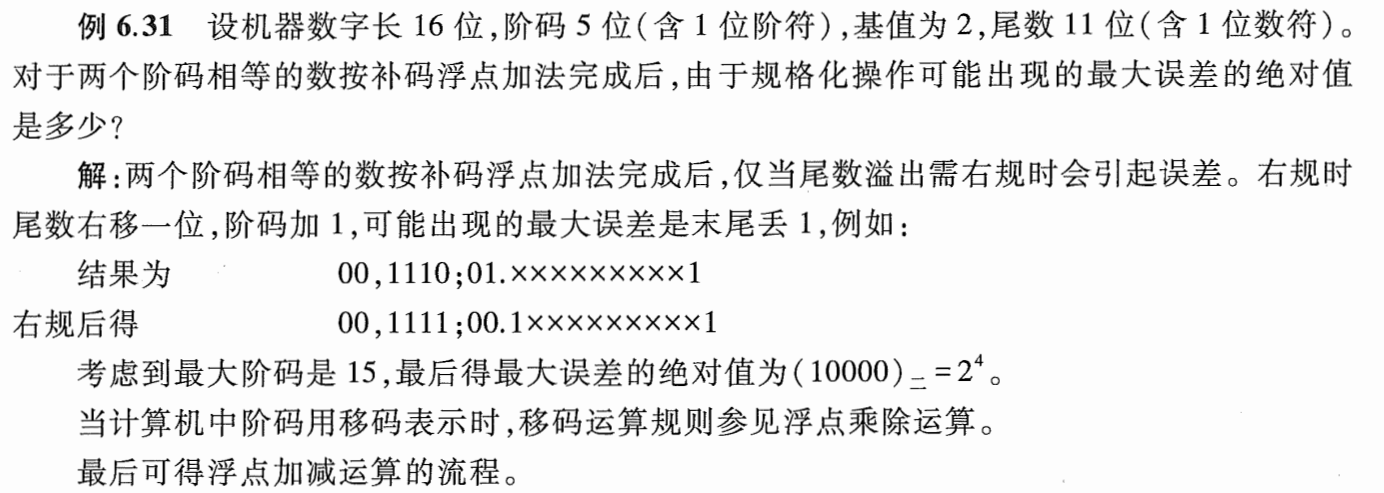 例 6.31 设机器数字长 16 位,阶码 5 位(含 1 位阶符),基值为 2,尾数 11 位(含 1 位数符)。
对于两个阶码相等的数按补码浮点加法完成后,由于规格化操作可能出现的最大误差的绝对值
是多少?
解:两个阶码相等的数按补码浮点加法完成后,仅当尾数溢出需右规时会引起误差。右规时
尾数右移一位,阶码加 1,可能出现的最大误差是末尾丢 1,例如:
结果为 00,1110;01.×××××××××1
右规后得 00,1111;00.1×××××××××1
考虑到最大阶码是 15,最后得最大误差的绝对值为(10000)二=2⁴。
当计算机中阶码用移码表示时,移码运算规则参见浮点乘除运算。
最后可得浮点加减运算的流程。